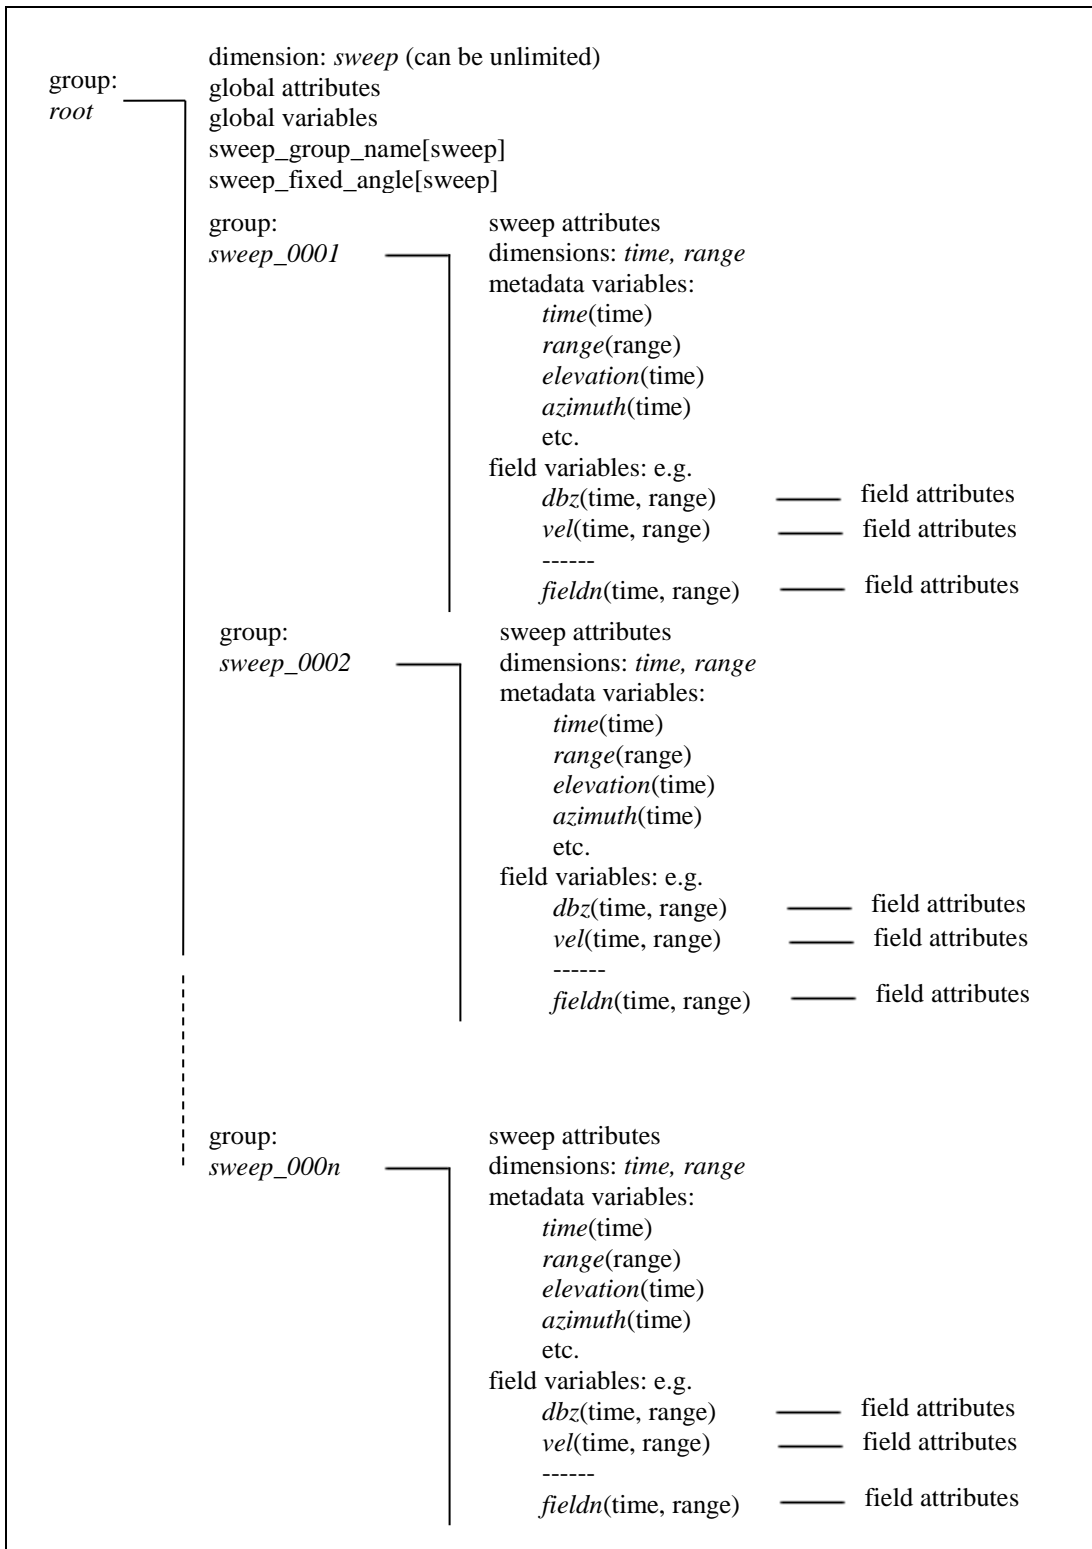 dimension: sweep (can be unlimited)
group:
root
global attributes
global variables
sweep_group_name[sweep]
sweep_fixed_angle[sweep]
group:
sweep_0001
sweep attributes
dimensions: time, range
metadata variables:
time(time)
range(range)
elevation(time)
azimuth(time)
etc.
field variables: e.g.
dbz(time, range) field attributes
vel(time, range) field attributes
------
fieldn(time, range) field attributes
group:
sweep_0002
sweep attributes
dimensions: time, range
metadata variables:
time(time)
range(range)
elevation(time)
azimuth(time)
etc.
field variables: e.g.
dbz(time, range) field attributes
vel(time, range) field attributes
------
fieldn(time, range) field attributes
group:
sweep_000n
sweep attributes
dimensions: time, range
metadata variables:
time(time)
range(range)
elevation(time)
azimuth(time)
etc.
field variables: e.g.
dbz(time, range) field attributes
vel(time, range) field attributes
------
fieldn(time, range) field attributes